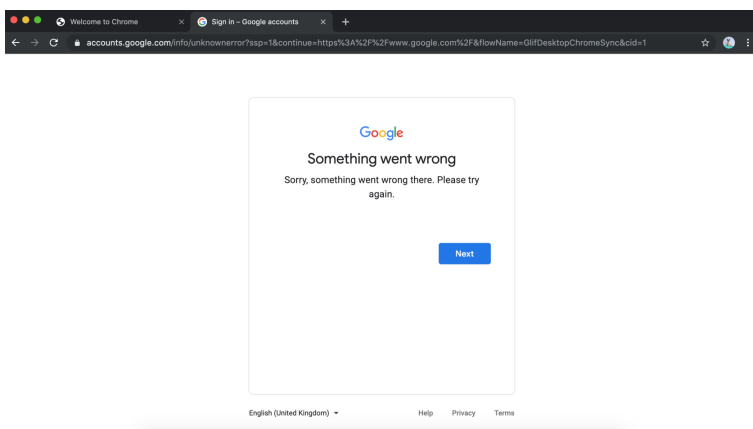 Welcome to Chrome
Sign in – Google accounts
accounts.google.com/info/unknownerror?ssp=1&continue=https%3A%2F%2Fwww.google.com%2F&flowName=GlifDesktopChromeSync&cid=1
Google
Something went wrong
Sorry, something went wrong there. Please try
again.
Next
English (United Kingdom)
Help Privacy Terms